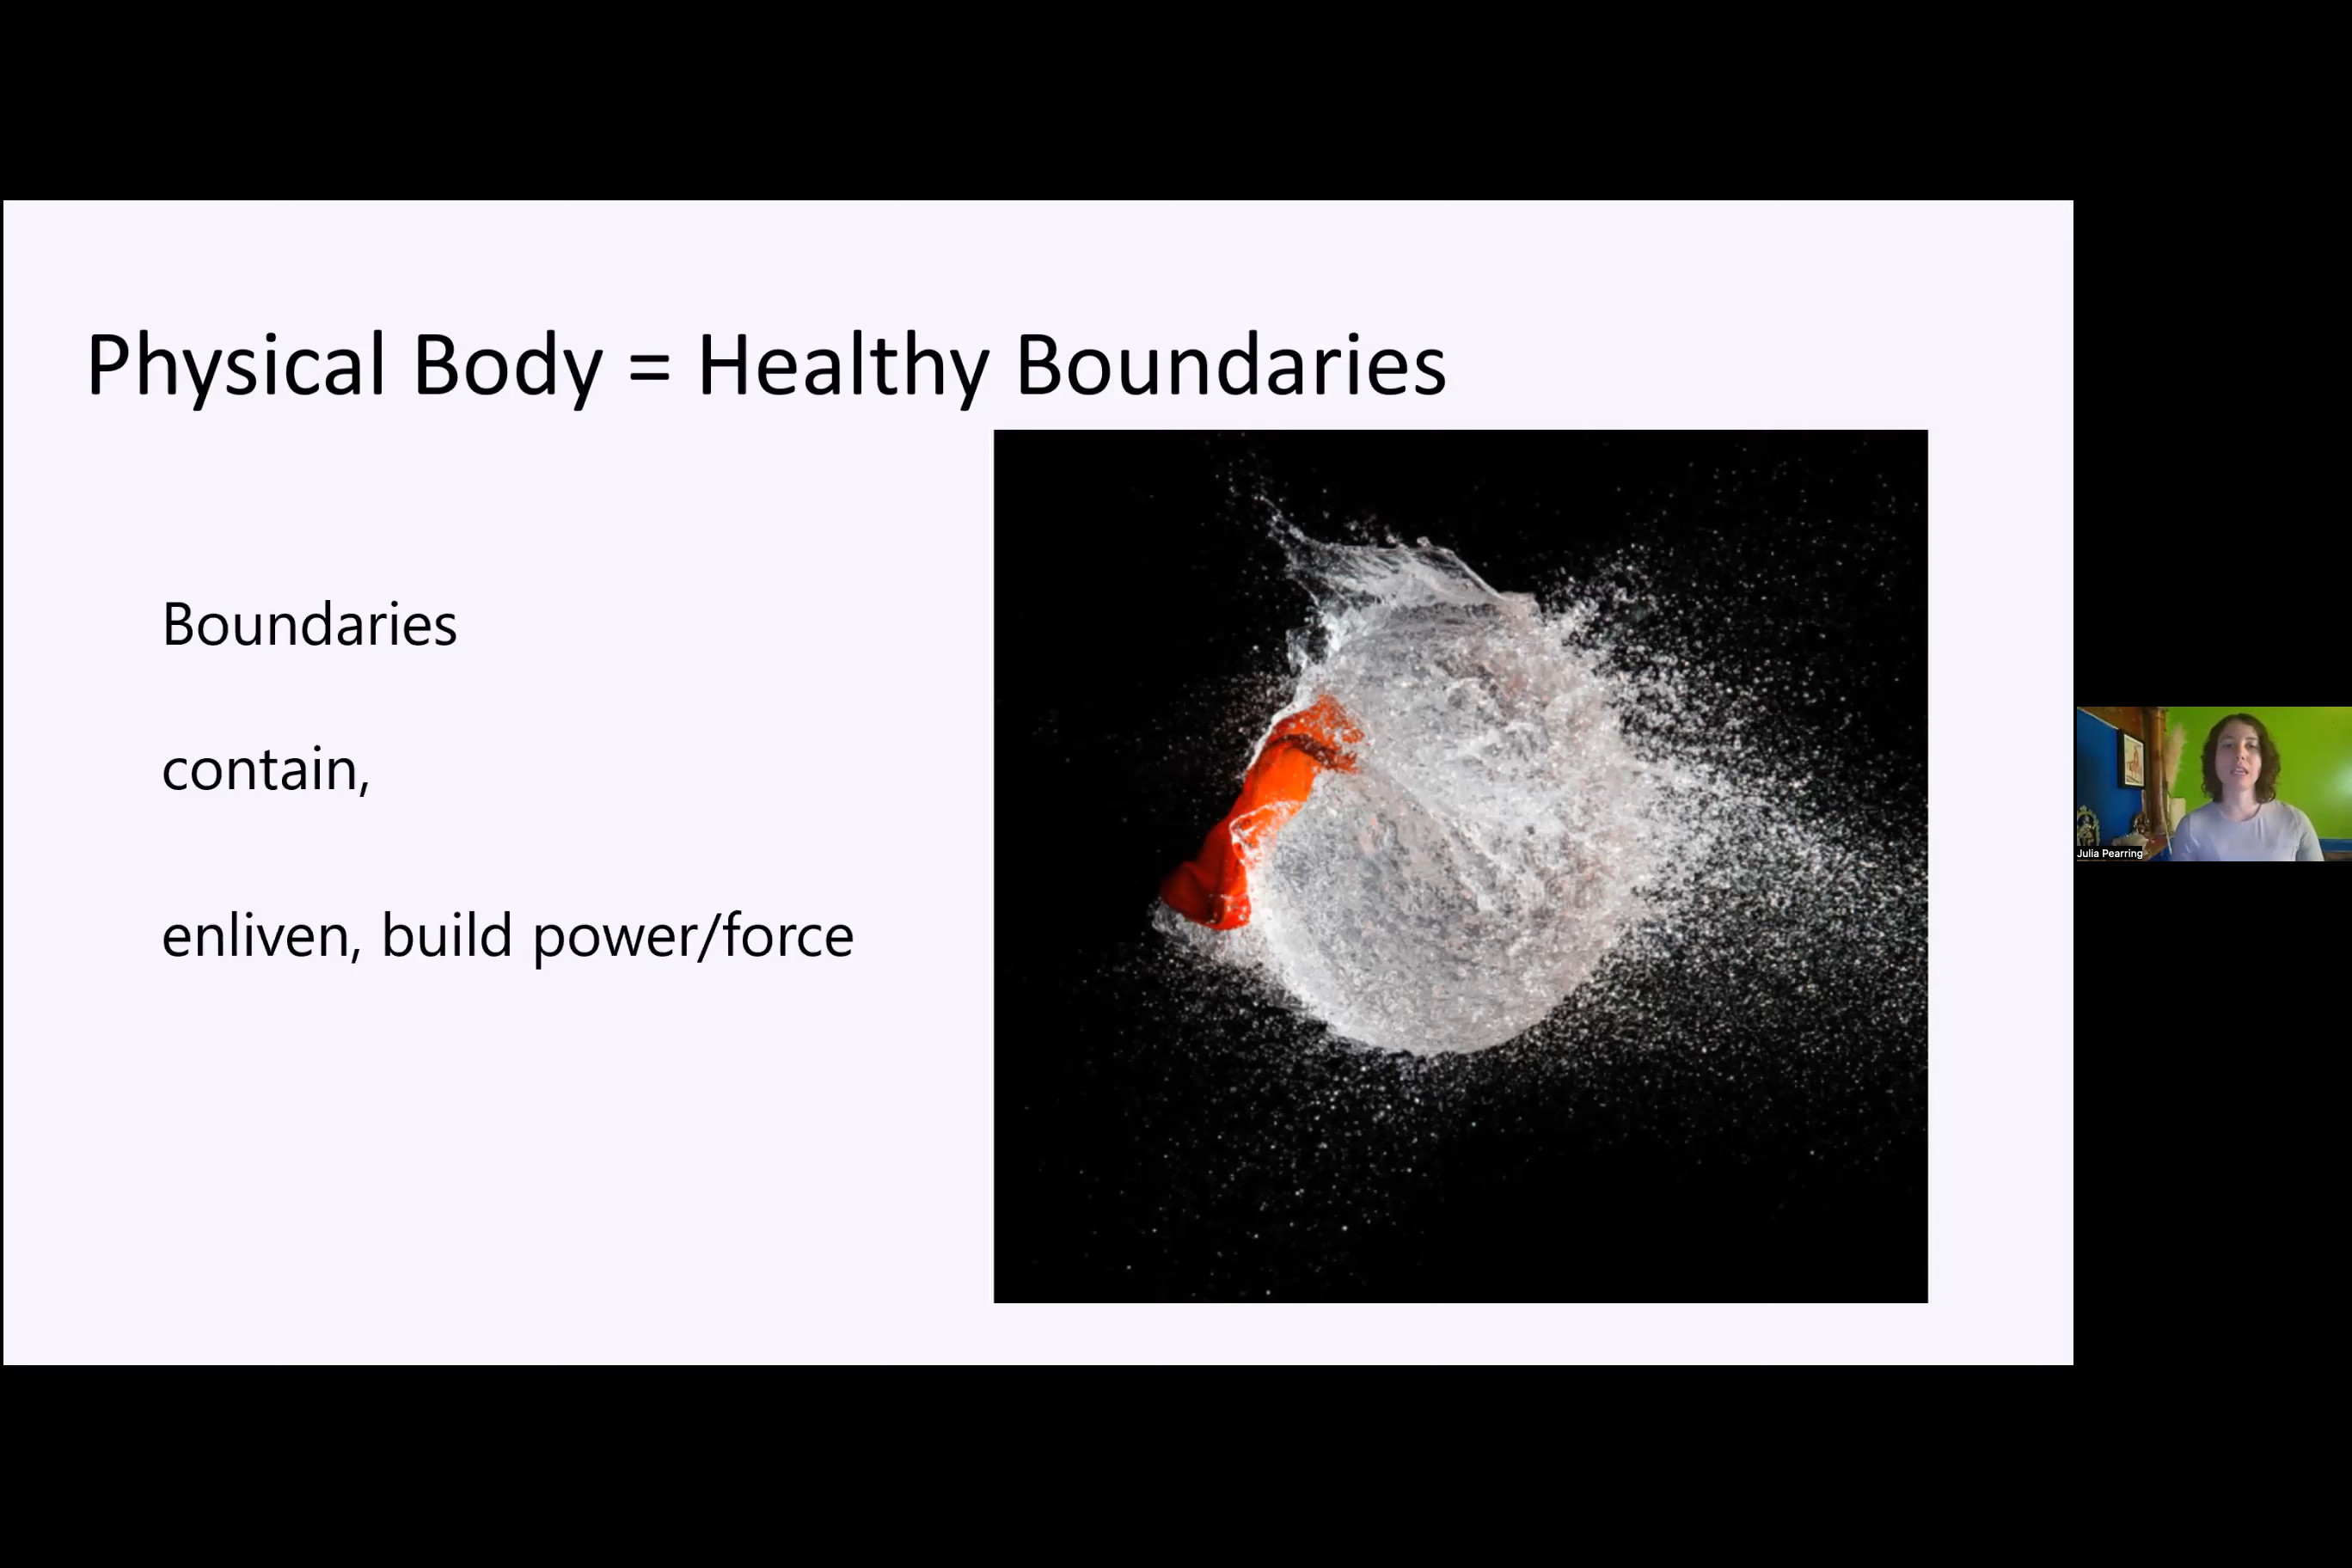 Physical Body = Healthy Boundaries
Boundaries
contain,
enliven, build power/force
Julia Pearring